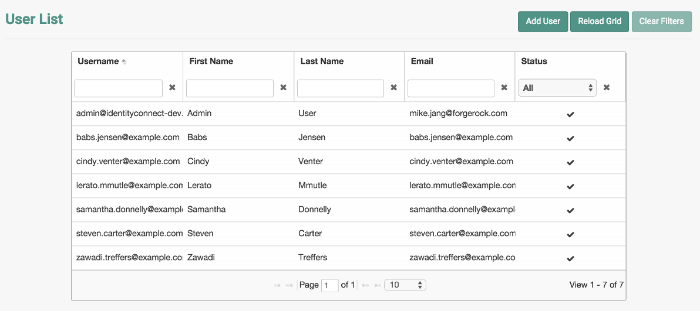 User List
Add User Reload Grid Clear Filters
Username First Name Last Name Email Status
All
admin@identityconnect-dev. Admin User mike.jang@forgerock.com
babs.jensen@example.com Babs Jensen babs.jensen@example.com
cindy.venter@example.com Cindy Venter cindy.venter@example.com
lerato.mmutle@example.com Lerato Mmutle lerato.mmutle@example.con
samantha.donnelly@exampl Samantha Donnelly samantha.donnelly@exampl
steven.carter@example.com Steven Carter steven.carter@example.com
zawadi.treffers@example.co Zawadi Treffers zawadi.treffers@example.co
Page 1 of 1 10 View 1 - 7 of 7